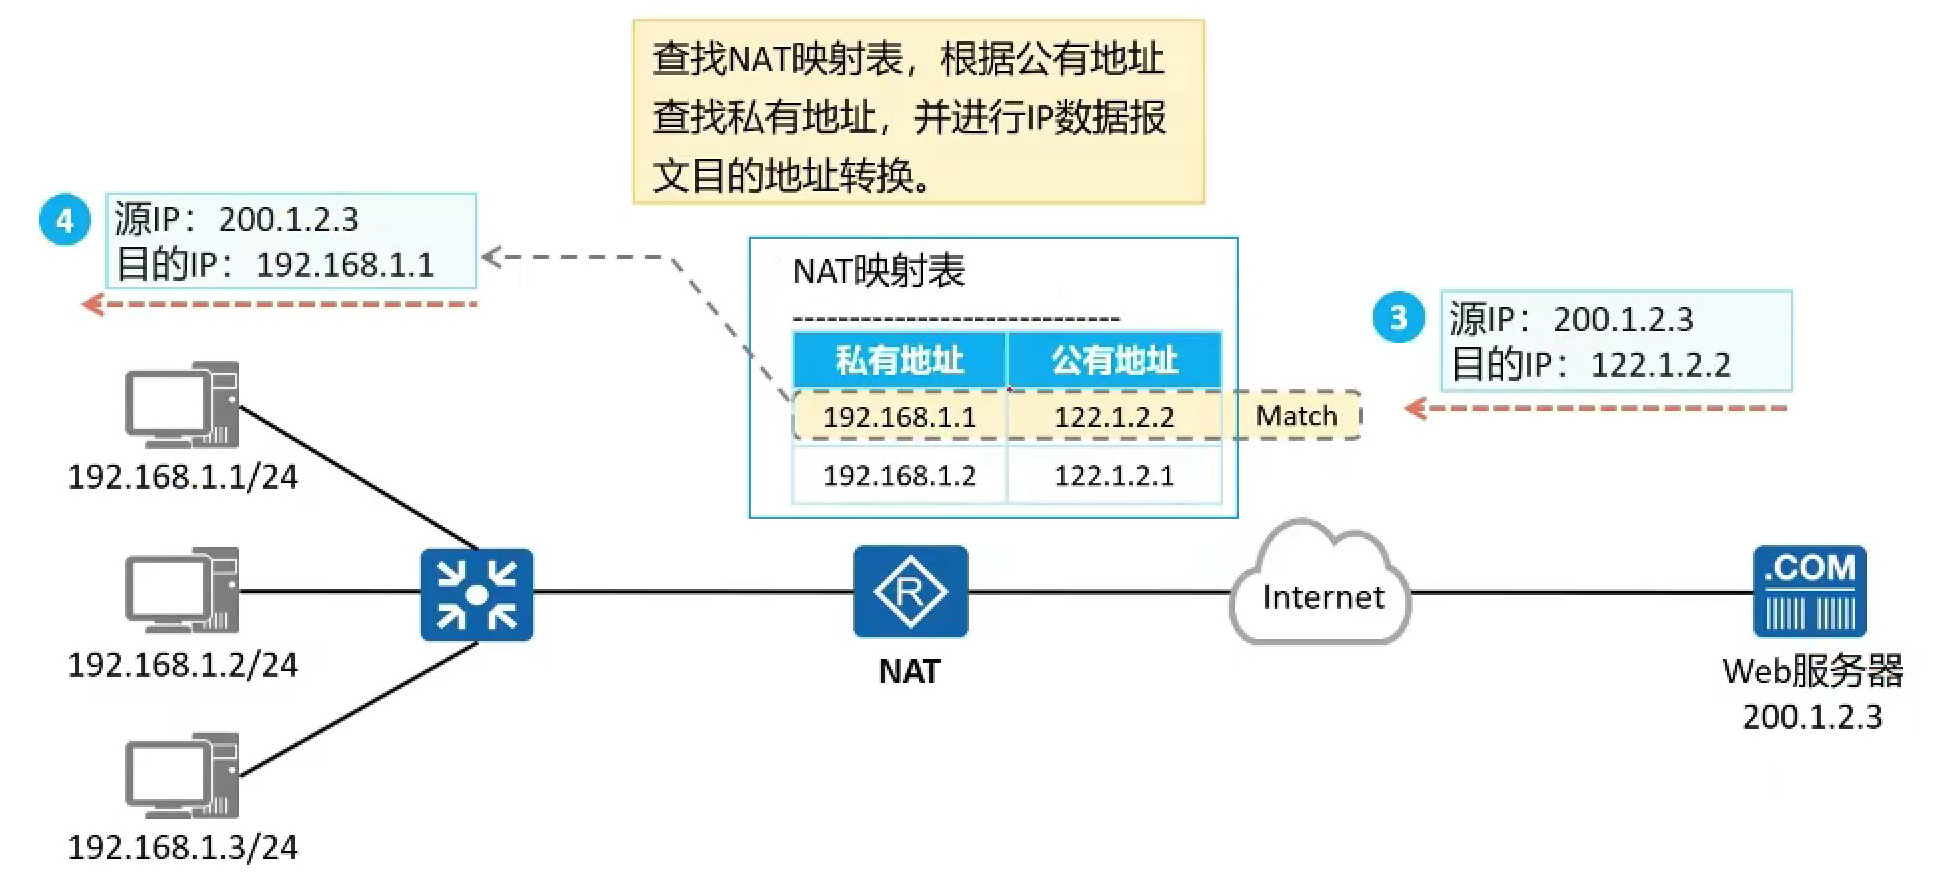 查找NAT映射表，根据公有地址
查找私有地址，并进行IP数据报
文目的地址转换。
4
源IP：200.1.2.3
目的IP：192.168.1.1
NAT映射表
----------------------------
私有地址 公有地址
192.168.1.1 122.1.2.2 Match
192.168.1.2 122.1.2.1
3
源IP：200.1.2.3
目的IP：122.1.2.2
192.168.1.1/24
192.168.1.2/24
192.168.1.3/24
R
NAT
Internet
.COM
Web服务器
200.1.2.3